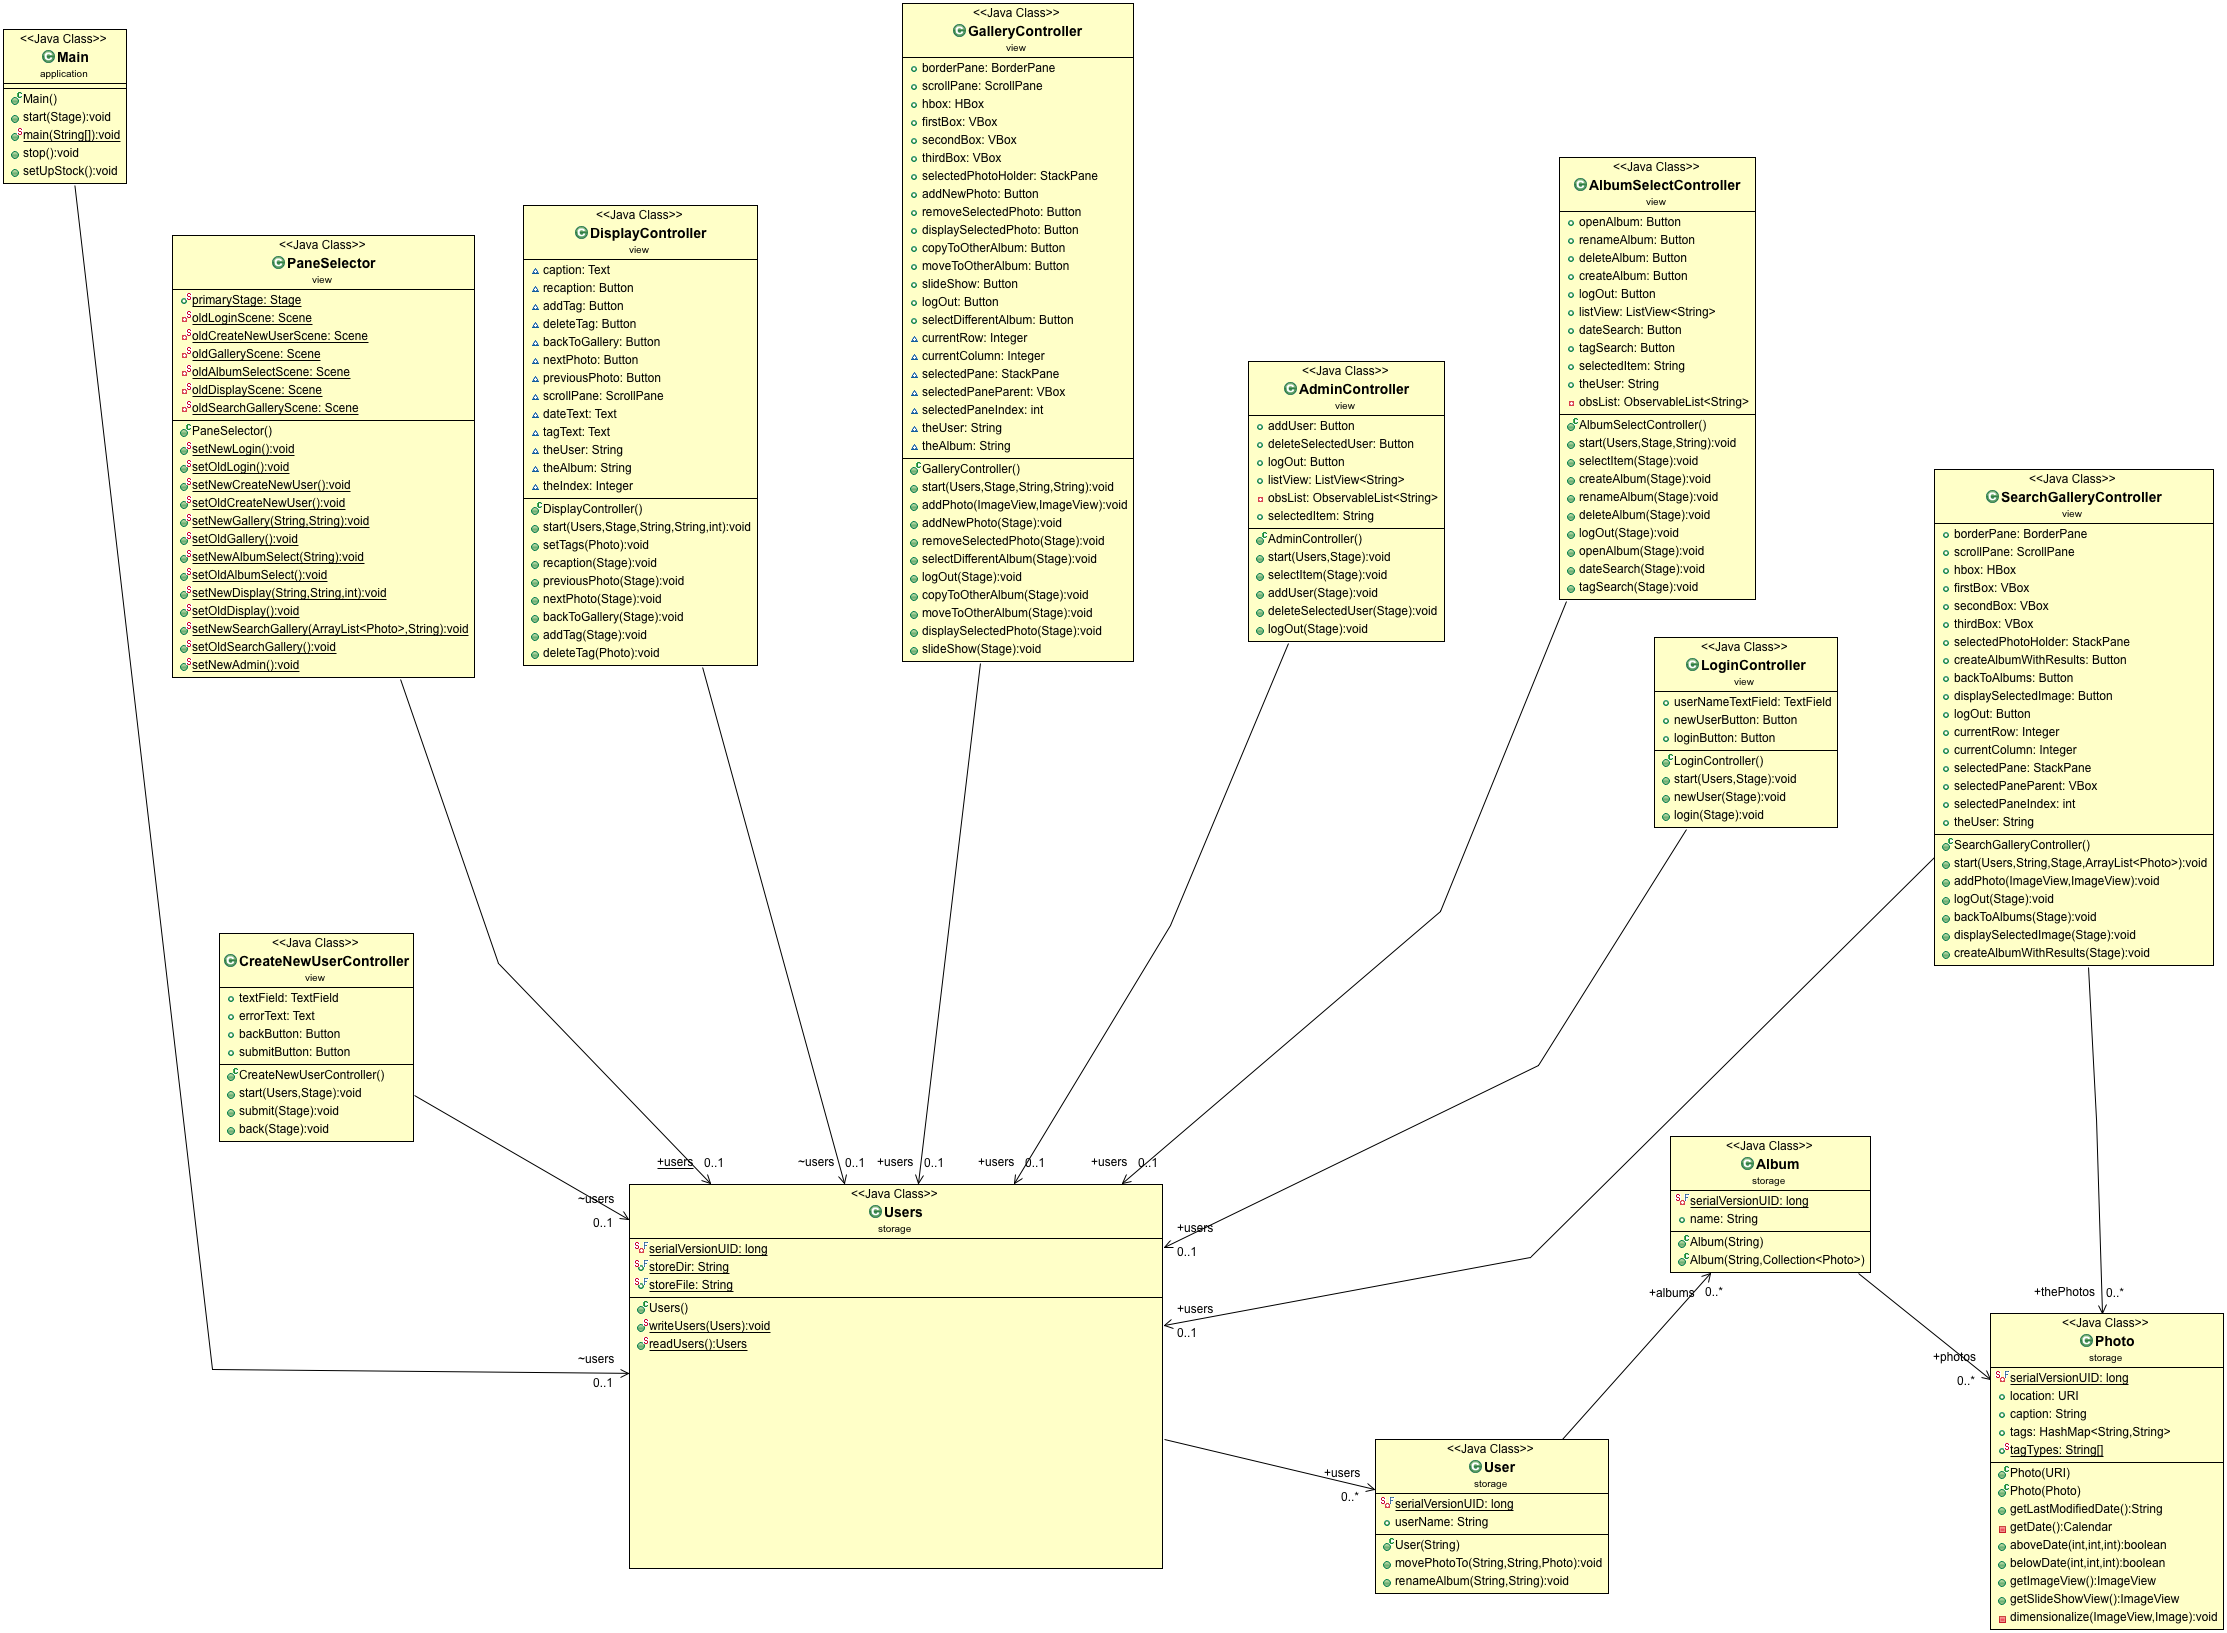 <<Java Class>>
Main
application
Main()
start(Stage):void
main(String[]):void
stop():void
setUpStock():void
<<Java Class>>
PaneSelector
view
primaryStage: Stage
oldLoginScene: Scene
oldCreateNewUserScene: Scene
oldGalleryScene: Scene
oldAlbumSelectScene: Scene
oldDisplayScene: Scene
oldSearchGalleryScene: Scene
PaneSelector()
setNewLogin():void
setOldLogin():void
setNewCreateNewUser():void
setOldCreateNewUser():void
setNewGallery(String,String):void
setOldGallery():void
setNewAlbumSelect(String):void
setOldAlbumSelect():void
setNewDisplay(String,String,int):void
setOldDisplay():void
setNewSearchGallery(ArrayList<Photo>,String):void
setOldSearchGallery():void
setNewAdmin():void
<<Java Class>>
DisplayController
view
caption: Text
recaption: Button
addTag: Button
deleteTag: Button
backToGallery: Button
nextPhoto: Button
previousPhoto: Button
scrollPane: ScrollPane
dateText: Text
tagText: Text
theUser: String
theAlbum: String
theIndex: Integer
DisplayController()
start(Users,Stage,String,String,int):void
setTags(Photo):void
recaption(Stage):void
previousPhoto(Stage):void
nextPhoto(Stage):void
backToGallery(Stage):void
addTag(Stage):void
deleteTag(Photo):void
<<Java Class>>
GalleryController
view
borderPane: BorderPane
scrollPane: ScrollPane
hbox: HBox
firstBox: VBox
secondBox: VBox
thirdBox: VBox
selectedPhotoHolder: StackPane
addNewPhoto: Button
removeSelectedPhoto: Button
displaySelectedPhoto: Button
copyToOtherAlbum: Button
moveToOtherAlbum: Button
slideShow: Button
logOut: Button
selectDifferentAlbum: Button
currentRow: Integer
currentColumn: Integer
selectedPane: StackPane
selectedPaneParent: VBox
selectedPaneIndex: int
theUser: String
theAlbum: String
GalleryController()
start(Users,Stage,String,String):void
addPhoto(ImageView,ImageView):void
addNewPhoto(Stage):void
removeSelectedPhoto(Stage):void
selectDifferentAlbum(Stage):void
logOut(Stage):void
copyToOtherAlbum(Stage):void
moveToOtherAlbum(Stage):void
displaySelectedPhoto(Stage):void
slideShow(Stage):void
<<Java Class>>
AdminController
view
addUser: Button
deleteSelectedUser: Button
logOut: Button
listView: ListView<String>
obsList: ObservableList<String>
selectedItem: String
AdminController()
start(Users,Stage):void
selectItem(Stage):void
addUser(Stage):void
deleteSelectedUser(Stage):void
logOut(Stage):void
<<Java Class>>
AlbumSelectController
view
openAlbum: Button
renameAlbum: Button
deleteAlbum: Button
createAlbum: Button
logOut: Button
listView: ListView<String>
dateSearch: Button
tagSearch: Button
selectedItem: String
theUser: String
obsList: ObservableList<String>
AlbumSelectController()
start(Users,Stage,String):void
selectItem(Stage):void
createAlbum(Stage):void
renameAlbum(Stage):void
deleteAlbum(Stage):void
logOut(Stage):void
openAlbum(Stage):void
dateSearch(Stage):void
tagSearch(Stage):void
<<Java Class>>
LoginController
view
userNameTextField: TextField
newUserButton: Button
loginButton: Button
LoginController()
start(Users,Stage):void
newUser(Stage):void
login(Stage):void
<<Java Class>>
SearchGalleryController
view
borderPane: BorderPane
scrollPane: ScrollPane
hbox: HBox
firstBox: VBox
secondBox: VBox
thirdBox: VBox
selectedPhotoHolder: StackPane
createAlbumWithResults: Button
backToAlbums: Button
displaySelectedImage: Button
logOut: Button
currentRow: Integer
currentColumn: Integer
selectedPane: StackPane
selectedPaneParent: VBox
selectedPaneIndex: int
theUser: String
SearchGalleryController()
start(Users,String,Stage,ArrayList<Photo>):void
addPhoto(ImageView,ImageView):void
logOut(Stage):void
backToAlbums(Stage):void
displaySelectedImage(Stage):void
createAlbumWithResults(Stage):void
<<Java Class>>
CreateNewUserController
view
textField: TextField
errorText: Text
backButton: Button
submitButton: Button
CreateNewUserController()
start(Users,Stage):void
submit(Stage):void
back(Stage):void
+users 0..1
~users 0..1
+users 0..1
+users 0..1
+users 0..1
~users
0..1
~users
0..1
+users
0..1
+users
0..1
<<Java Class>>
Users
storage
serialVersionUID: long
storeDir: String
storeFile: String
Users()
writeUsers(Users):void
readUsers():Users
+users
0..*
<<Java Class>>
User
storage
serialVersionUID: long
userName: String
User(String)
movePhotoTo(String,String,Photo):void
renameAlbum(String,String):void
<<Java Class>>
Album
storage
serialVersionUID: long
name: String
Album(String)
Album(String,Collection<Photo>)
+albums 0..*
+thePhotos 0..*
+photos
0..*
<<Java Class>>
Photo
storage
serialVersionUID: long
location: URI
caption: String
tags: HashMap<String,String>
tagTypes: String[]
Photo(URI)
Photo(Photo)
getLastModifiedDate():String
getDate():Calendar
aboveDate(int,int,int):boolean
belowDate(int,int,int):boolean
getImageView():ImageView
getSlideShowView():ImageView
dimensionalize(ImageView,Image):void